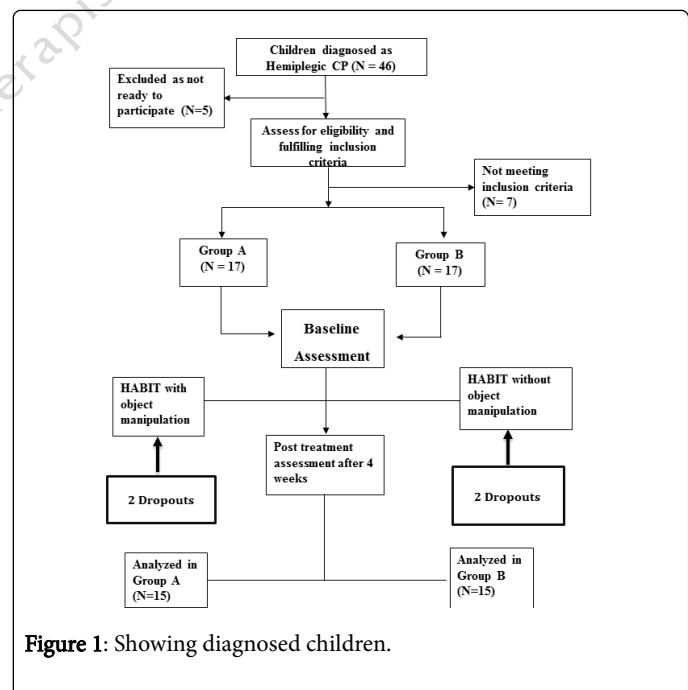 Children diagnosed as
Hemiplegic CP (N = 46)
Excluded as not
ready to
participate (N=5)
Assess for eligibility and
fulfilling inclusion
criteria
Not meeting
inclusion criteria
(N= 7)
Group A
(N = 17)
Group B
(N = 17)
Baseline
Assessment
HABIT with
object
manipulation
HABIT without
object
manipulation
Post treatment
assessment after 4
weeks
2 Dropouts
2 Dropouts
Analyzed in
Group A
(N=15)
Analyzed in
Group B
(N=15)
Figure 1: Showing diagnosed children.